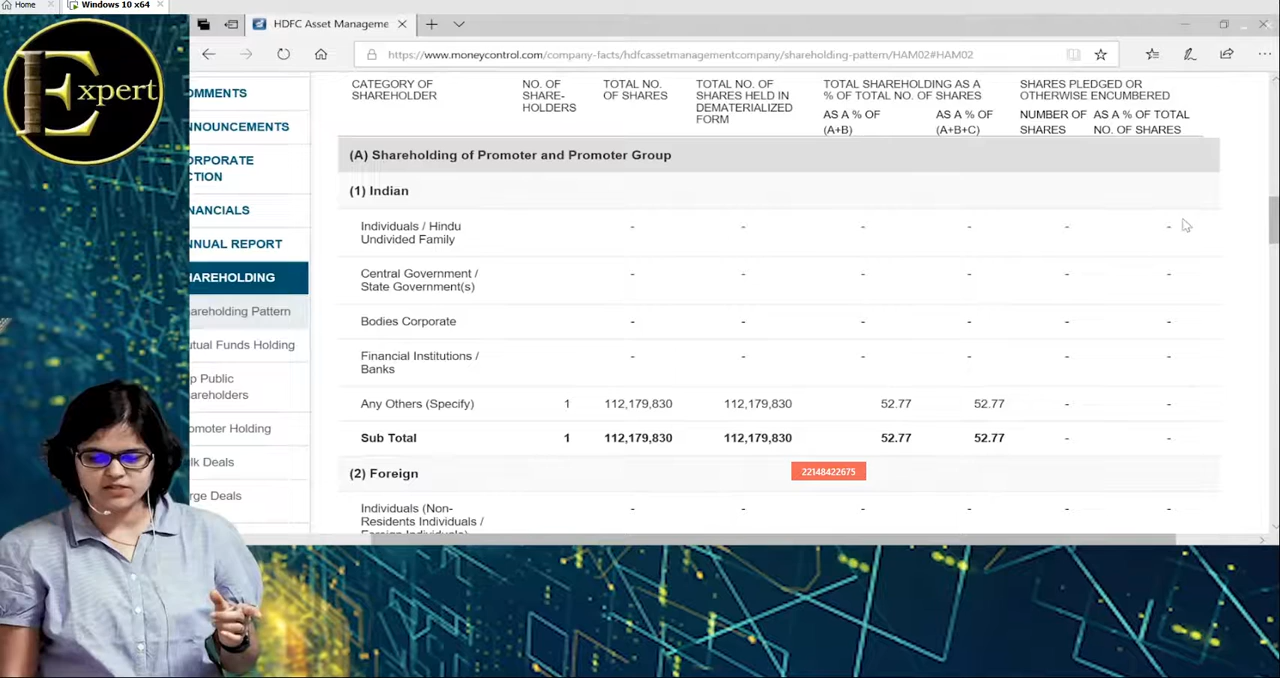 Home
Windows 10 x64
Expert
HDFC Asset Manageme
https://www.moneycontrol.com/company-facts/hdfcassetmanagementcompany/shareholding-pattern/HAM02#HAM02
OMMENTS
NNOUNCEMENTS
ORPORATE
CTION
NANCIALS
NNUAL REPORT
HAREHOLDING
areholding Pattern
utual Funds Holding
p Public
areholders
omoter Holding
lk Deals
rge Deals
CATEGORY OF
SHAREHOLDER
NO. OF
SHARE-
HOLDERS
TOTAL NO.
OF SHARES
TOTAL NO. OF
SHARES HELD IN
DEMATERIALIZED
FORM
TOTAL SHAREHOLDING AS A
% OF TOTAL NO. OF SHARES
AS A % OF
(A+B)
AS A % OF
(A+B+C)
SHARES PLEDGED OR
OTHERWISE ENCUMBERED
NUMBER OF
SHARES
AS A % OF TOTAL
NO. OF SHARES
(A) Shareholding of Promoter and Promoter Group
(1) Indian
Individuals / Hindu
Undivided Family
- - - - - -
Central Government /
State Government(s)
- - - - - -
Bodies Corporate - - - - - -
Financial Institutions /
Banks
- - - - - -
Any Others (Specify) 1 112,179,830 112,179,830 52.77 52.77 - -
Sub Total 1 112,179,830 112,179,830 52.77 52.77 - -
22148422675
(2) Foreign
Individuals (Non-
Residents Individuals /
Foreign Individuals)
- - - - - -